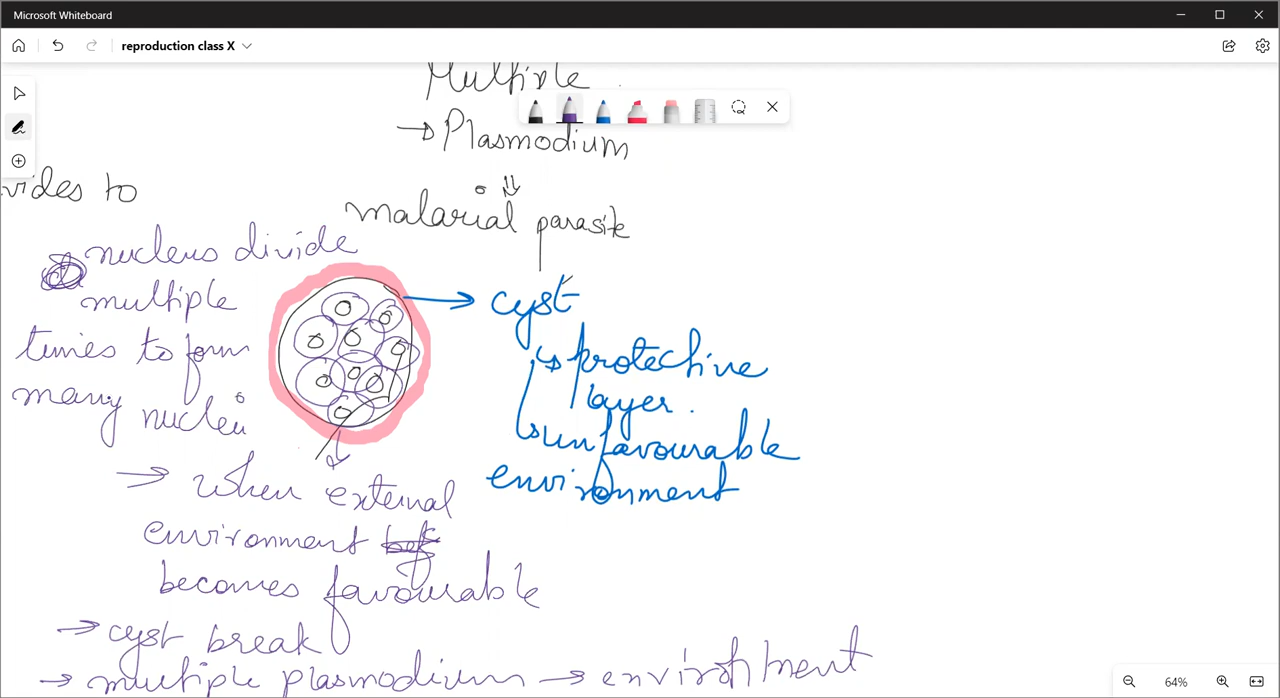 Microsoft Whiteboard
reproduction class X
Multiple
→ Plasmodium
vides to
malarial parasite
nucleus divide
multiple
times to form
many nuclei
cyst
protective
layer.
unfavourable
environment
→ when external
environment
becomes favourable
→ cyst break
→ multiple plasmodium → environment
64%